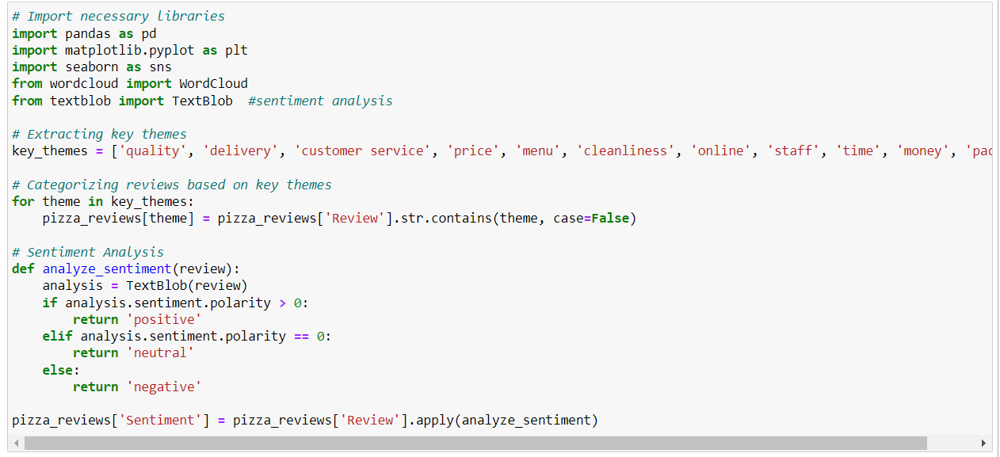 # Import necessary libraries
import pandas as pd
import matplotlib.pyplot as plt
import seaborn as sns
from wordcloud import WordCloud
from textblob import TextBlob  #sentiment analysis

# Extracting key themes
key_themes = ['quality', 'delivery', 'customer service', 'price', 'menu', 'cleanliness', 'online', 'staff', 'time', 'money',

# Categorizing reviews based on key themes
for theme in key_themes:
    pizza_reviews[theme] = pizza_reviews['Review'].str.contains(theme, case=False)

# Sentiment Analysis
def analyze_sentiment(review):
    analysis = TextBlob(review)
    if analysis.sentiment.polarity > 0:
        return 'positive'
    elif analysis.sentiment.polarity == 0:
        return 'neutral'
    else:
        return 'negative'

pizza_reviews['Sentiment'] = pizza_reviews['Review'].apply(analyze_sentiment)